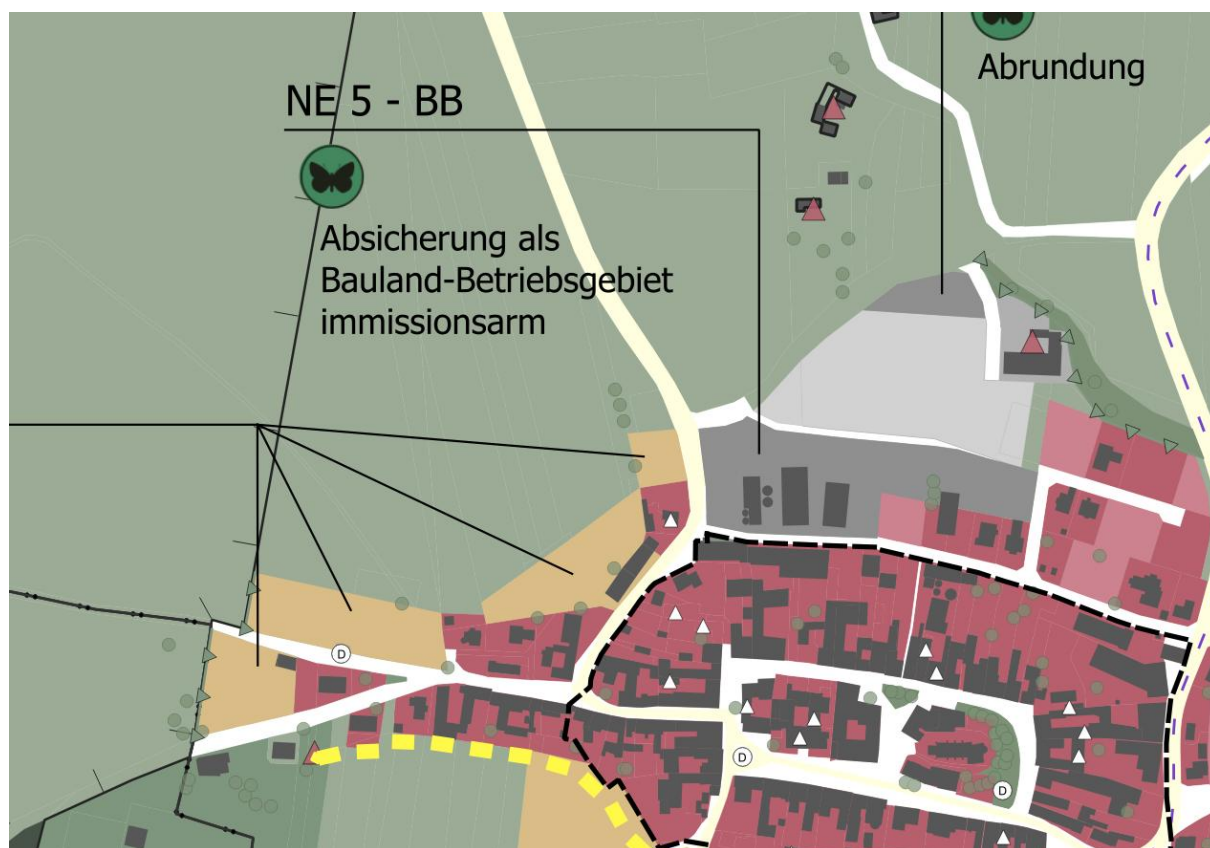 Abrundung
NE 5 - BB
Absicherung als
Bauland-Betriebsgebiet
immissionsarm
D
D
D